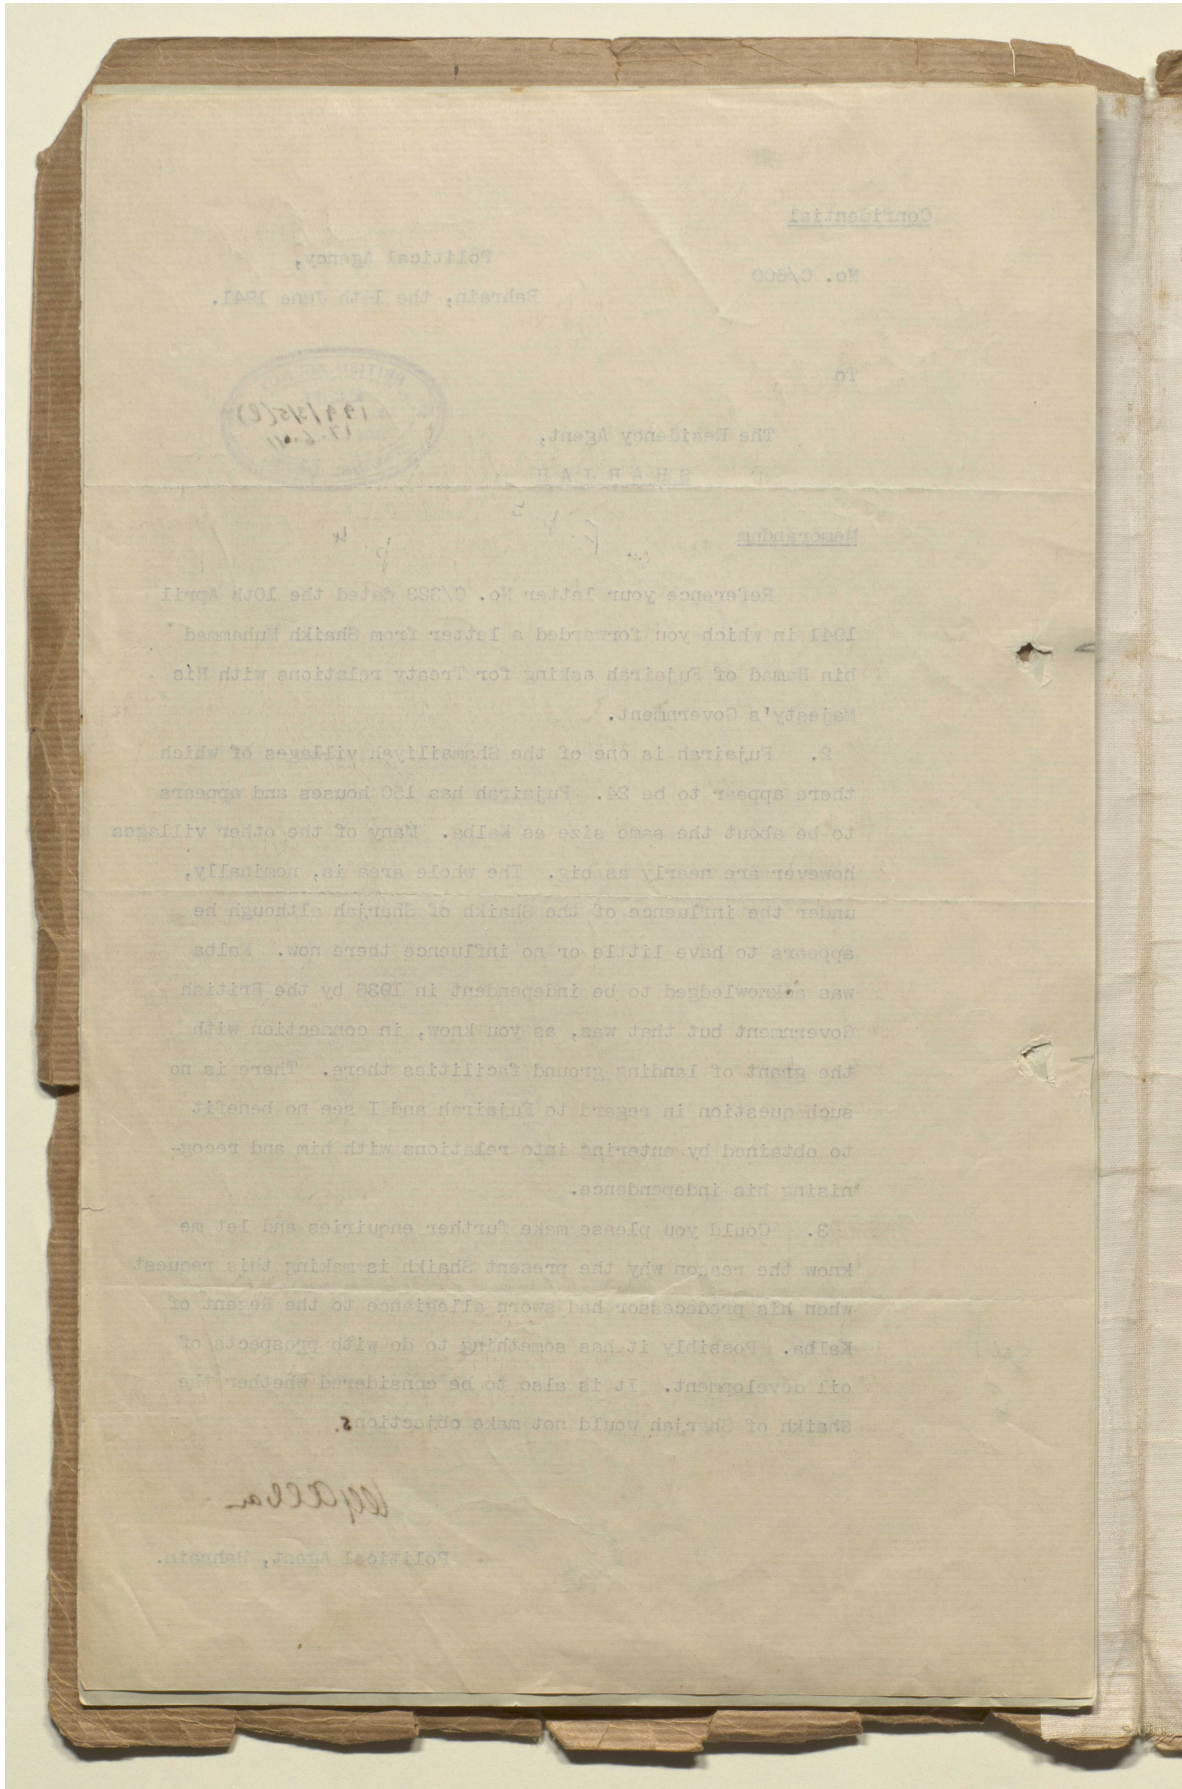 Confidential
No. C/600
Political Agency,
Bahrain, the 14th June 1941.
To
The Residency Agent,
SHARJAH
199/3/5(2)
17.6.41
Memorandum
Reference your letter No. C/323 dated the 10th April
1941 in which you forwarded a letter from Shaikh Muhammad
bin Hamad of Fujairah asking for Treaty relations with His
Majesty's Government.
2. Fujairah is one of the Shamailiyah villages of which
there appear to be 24. Fujairah has 150 houses and appears
to be about the same size as Kalba. Many of the other villages
however are nearly as big. The whole area is, nominally,
under the influence of the Shaikh of Sharjah although he
appears to have little or no influence there now. Kalba
was acknowledged to be independent in 1936 by the British
Government but that was, as you know, in connection with
the grant of landing ground facilities there. There is no
such question in regard to Fujairah and I see no benefit
to obtained by entering into relations with him and recog-
nising his independence.
3. Could you please make further enquiries and let me
know the reason why the present Shaikh is making this request
when his predecessor had sworn allegiance to the Regent of
Kalba. Possibly it has something to do with prospects of
oil development. It is also to be considered whether the
Shaikh of Sharjah would not make objections.
Political Agent, Bahrain.